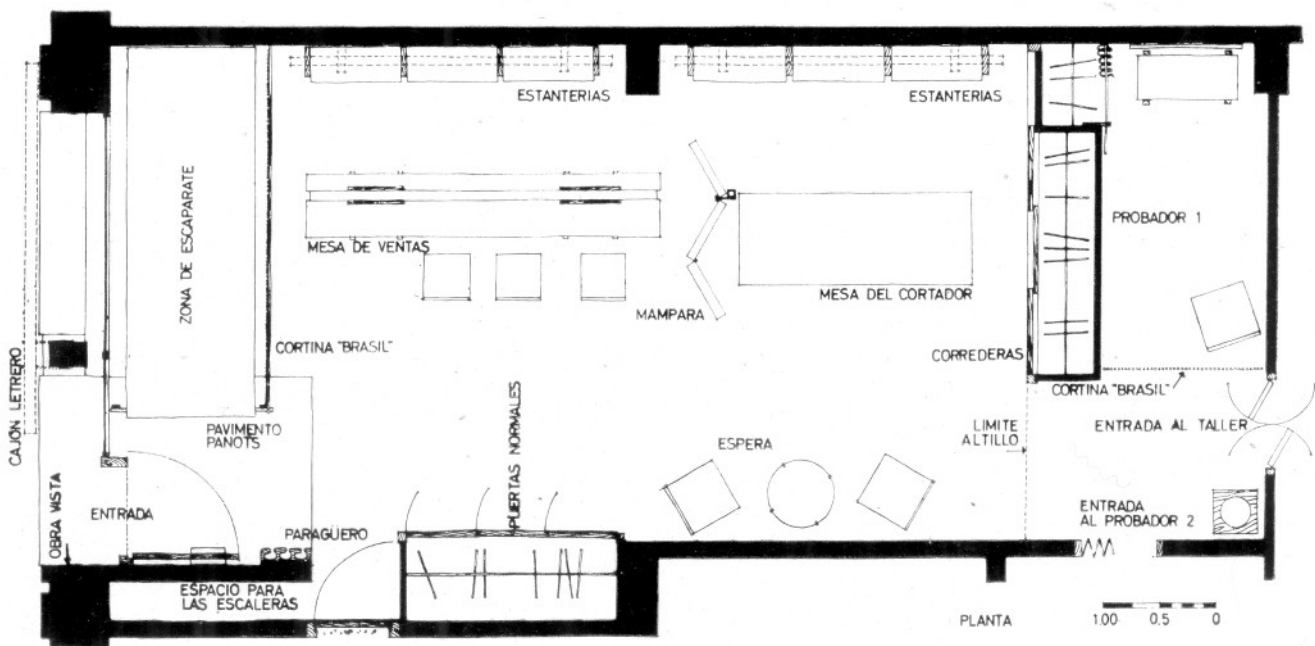 ESTANTERIAS
ESTANTERIAS
ZONA DE ESCAPARATE
MESA DE VENTAS
PROBADOR 1
MESA DEL CORTADOR
MAMPARA
CORTINA "BRASIL"
CORREDERAS
CAJÓN LETRERO
CORTINA "BRASIL"
PAVIMENTO
PANOTS
PUERTAS NORMALES
LIMITE
ALTILLO
ENTRADA AL TALLER
ESPERA
OBRA VISTA
ENTRADA
PARAGÜERO
ENTRADA
AL PROBADOR 2
ESPACIO PARA
LAS ESCALERAS
PLANTA
1.00 0.5 0